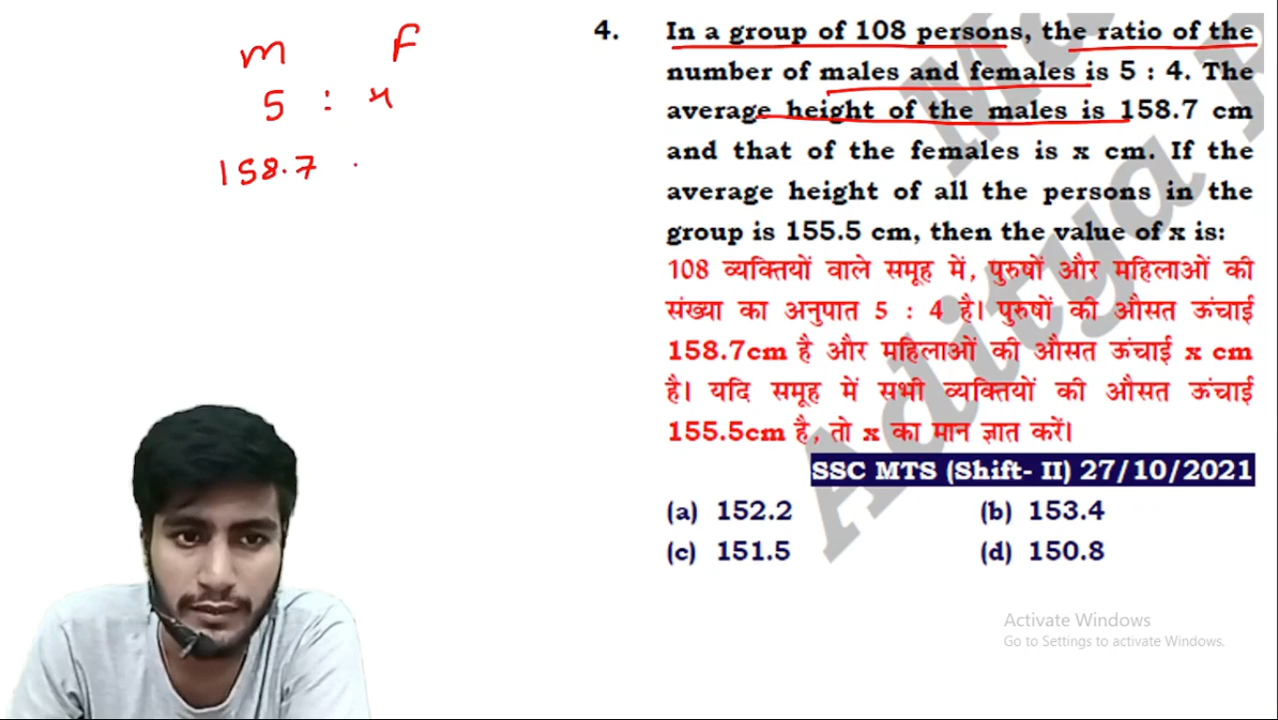 m F
5 : 4
158.7
4. In a group of 108 persons, the ratio of the
number of males and females is 5 : 4. The
average height of the males is 158.7 cm
and that of the females is x cm. If the
average height of all the persons in the
group is 155.5 cm, then the value of x is:
108 व्यक्तियों वाले समूह में, पुरुषों और महिलाओं की
संख्या का अनुपात 5 : 4 है। पुरुषों की औसत ऊंचाई
158.7cm है और महिलाओं की औसत ऊंचाई x cm
है। यदि समूह में सभी व्यक्तियों की औसत ऊंचाई
155.5cm है, तो x का मान ज्ञात करें।
SSC MTS (Shift- II) 27/10/2021
(a) 152.2 (b) 153.4
(c) 151.5 (d) 150.8
Aditya
Activate Windows
Go to Settings to activate Windows.